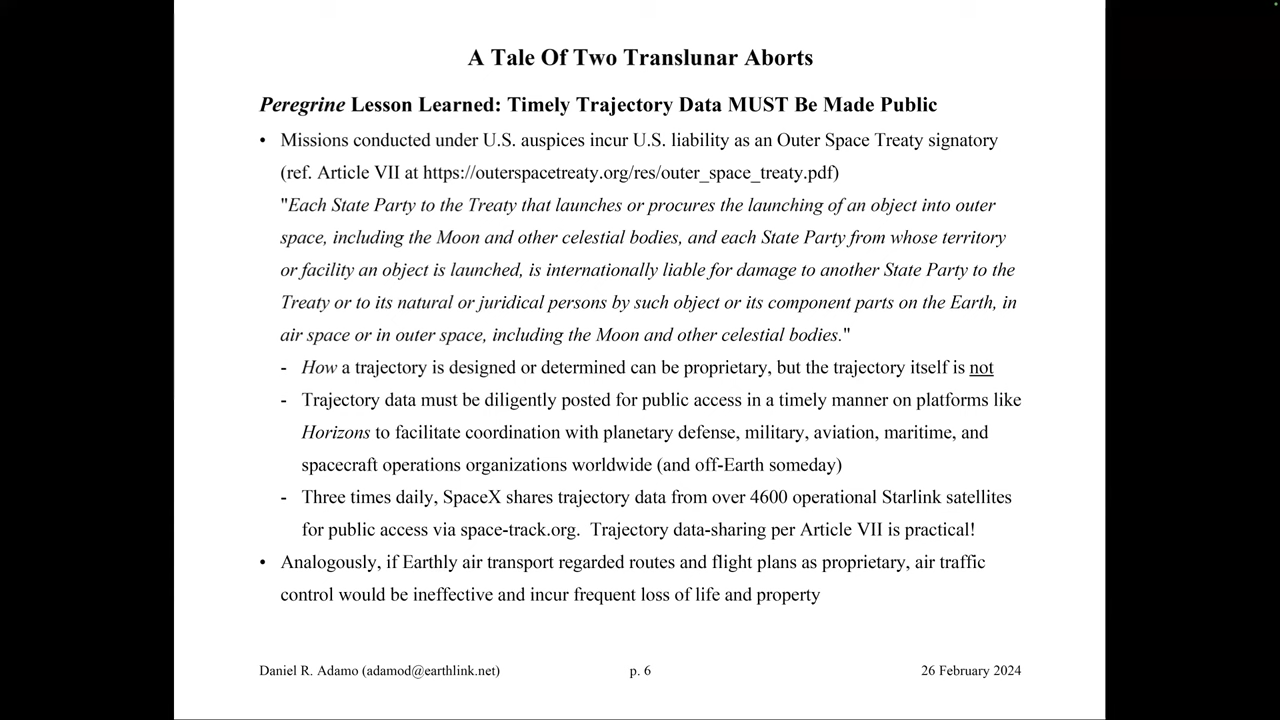 A Tale Of Two Translunar Aborts
Peregrine Lesson Learned: Timely Trajectory Data MUST Be Made Public
• Missions conducted under U.S. auspices incur U.S. liability as an Outer Space Treaty signatory
(ref. Article VII at https://outerspacetreaty.org/res/outer_space_treaty.pdf)
"Each State Party to the Treaty that launches or procures the launching of an object into outer
space, including the Moon and other celestial bodies, and each State Party from whose territory
or facility an object is launched, is internationally liable for damage to another State Party to the
Treaty or to its natural or juridical persons by such object or its component parts on the Earth, in
air space or in outer space, including the Moon and other celestial bodies."
- How a trajectory is designed or determined can be proprietary, but the trajectory itself is not
- Trajectory data must be diligently posted for public access in a timely manner on platforms like
Horizons to facilitate coordination with planetary defense, military, aviation, maritime, and
spacecraft operations organizations worldwide (and off-Earth someday)
- Three times daily, SpaceX shares trajectory data from over 4600 operational Starlink satellites
for public access via space-track.org.  Trajectory data-sharing per Article VII is practical!
• Analogously, if Earthly air transport regarded routes and flight plans as proprietary, air traffic
control would be ineffective and incur frequent loss of life and property
Daniel R. Adamo (adamod@earthlink.net) p. 6 26 February 2024